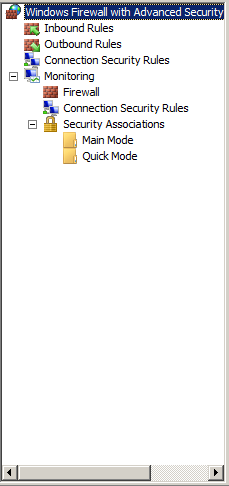 Windows Firewall with Advanced Security
Inbound Rules
Outbound Rules
Connection Security Rules
Monitoring
Firewall
Connection Security Rules
Security Associations
Main Mode
Quick Mode